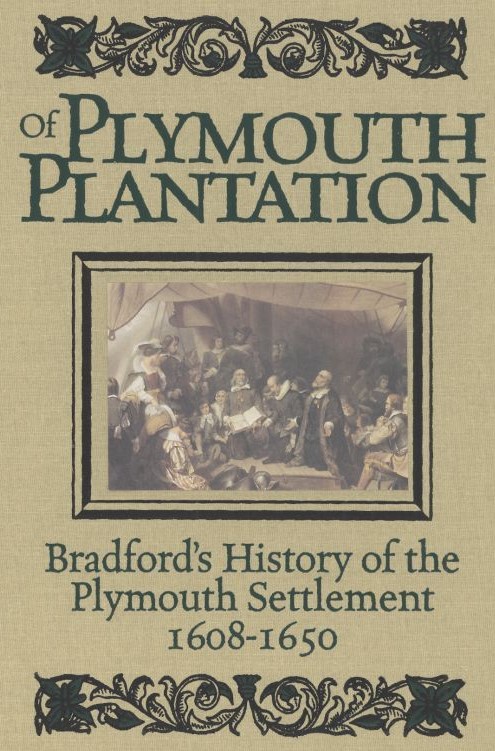 Of PLYMOUTH
PLANTATION
Bradford's History of the
Plymouth Settlement
1608-1650